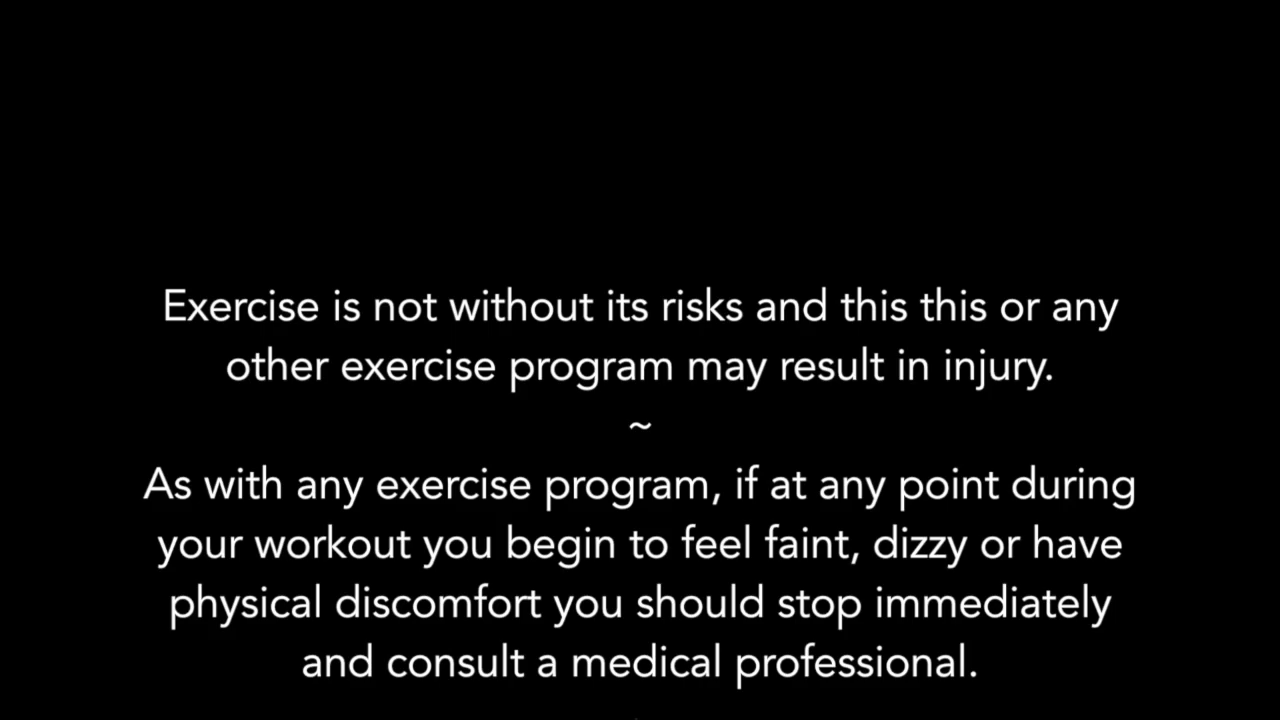 Exercise is not without its risks and this this or any
other exercise program may result in injury.
~
As with any exercise program, if at any point during
your workout you begin to feel faint, dizzy or have
physical discomfort you should stop immediately
and consult a medical professional.